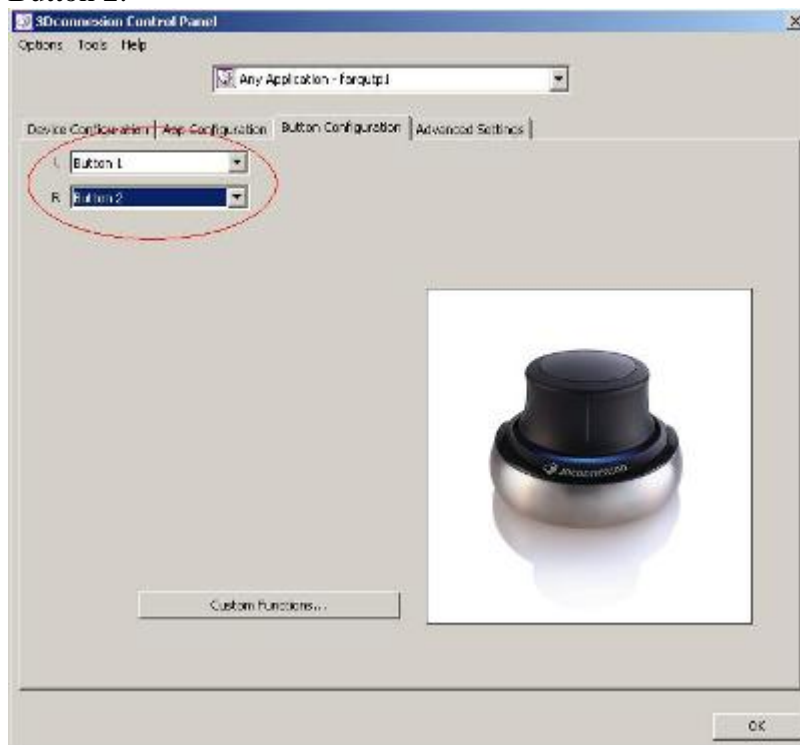 Button 2.
3Dconnexion Control Panel
Options Tools Help
Any Application -
Device Configuration App Configuration Button Configuration Advanced Settings
L Button 1
R Button 2
3Dconnexion
Custom Functions...
OK